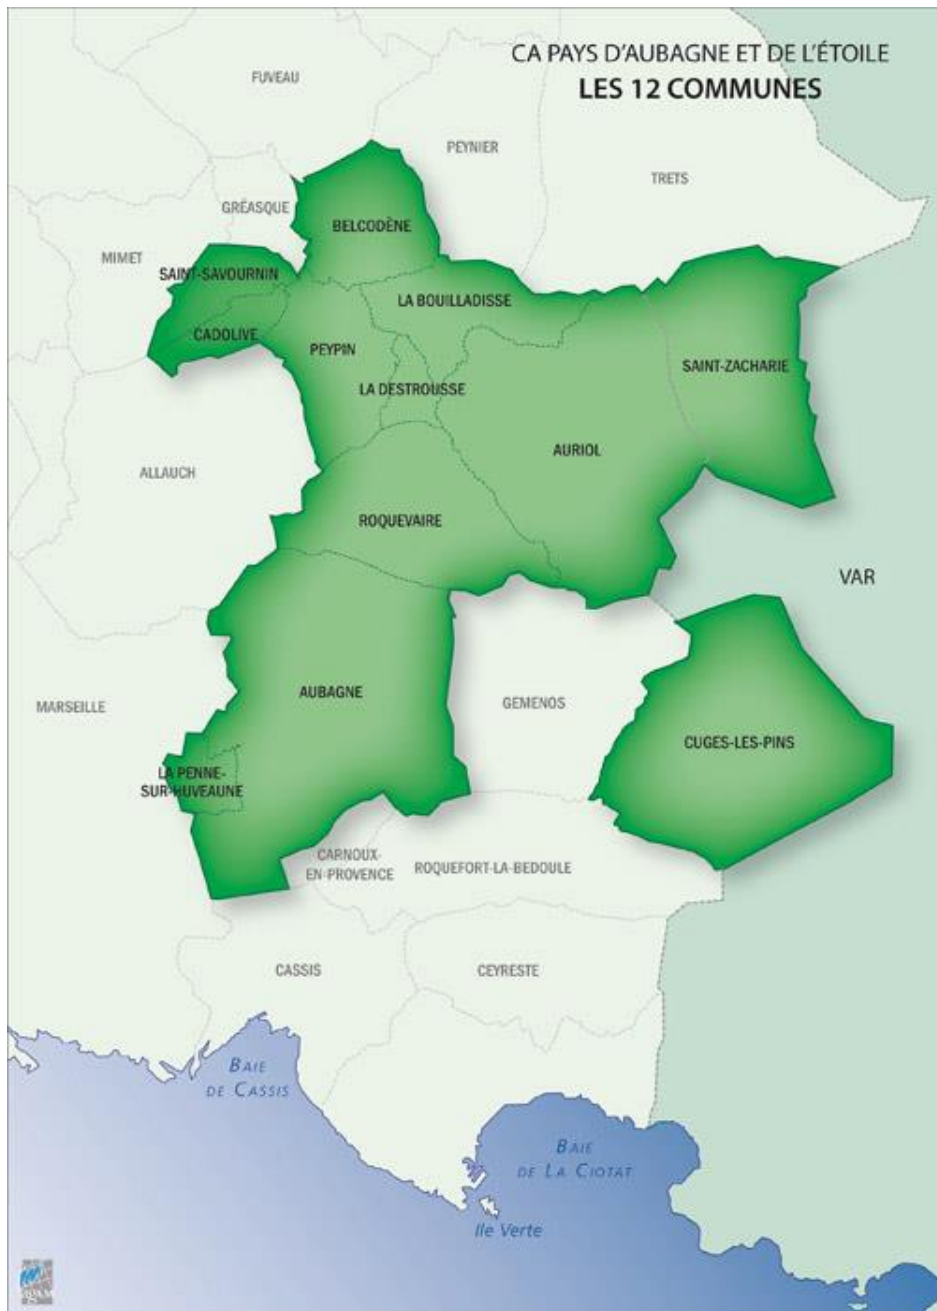 CA PAYS D'AUBAGNE ET DE L'ÉTOILE
LES 12 COMMUNES
FUVEAU
PEYNIER
TRETS
GRÉASQUE
BELCODÈNE
MIMET
SAINT-SAVOURNIN
LA BOUILLADISSE
CADOLIVE
PEYPIN
SAINT-ZACHARIE
LA DESTROUSSE
AURIOL
ALLAUCH
ROQUEVAIRE
VAR
AUBAGNE
GEMENOS
MARSEILLE
CUGES-LES-PINS
LA PENNE-
SUR-HUVEAUNE
CARNOUX-
EN-PROVENCE
ROQUEFORT-LA-BEDOULE
CASSIS
CEYRESTE
BAIE
DE CASSIS
BAIE
DE LA CIOTAT
Ile Verte
agam